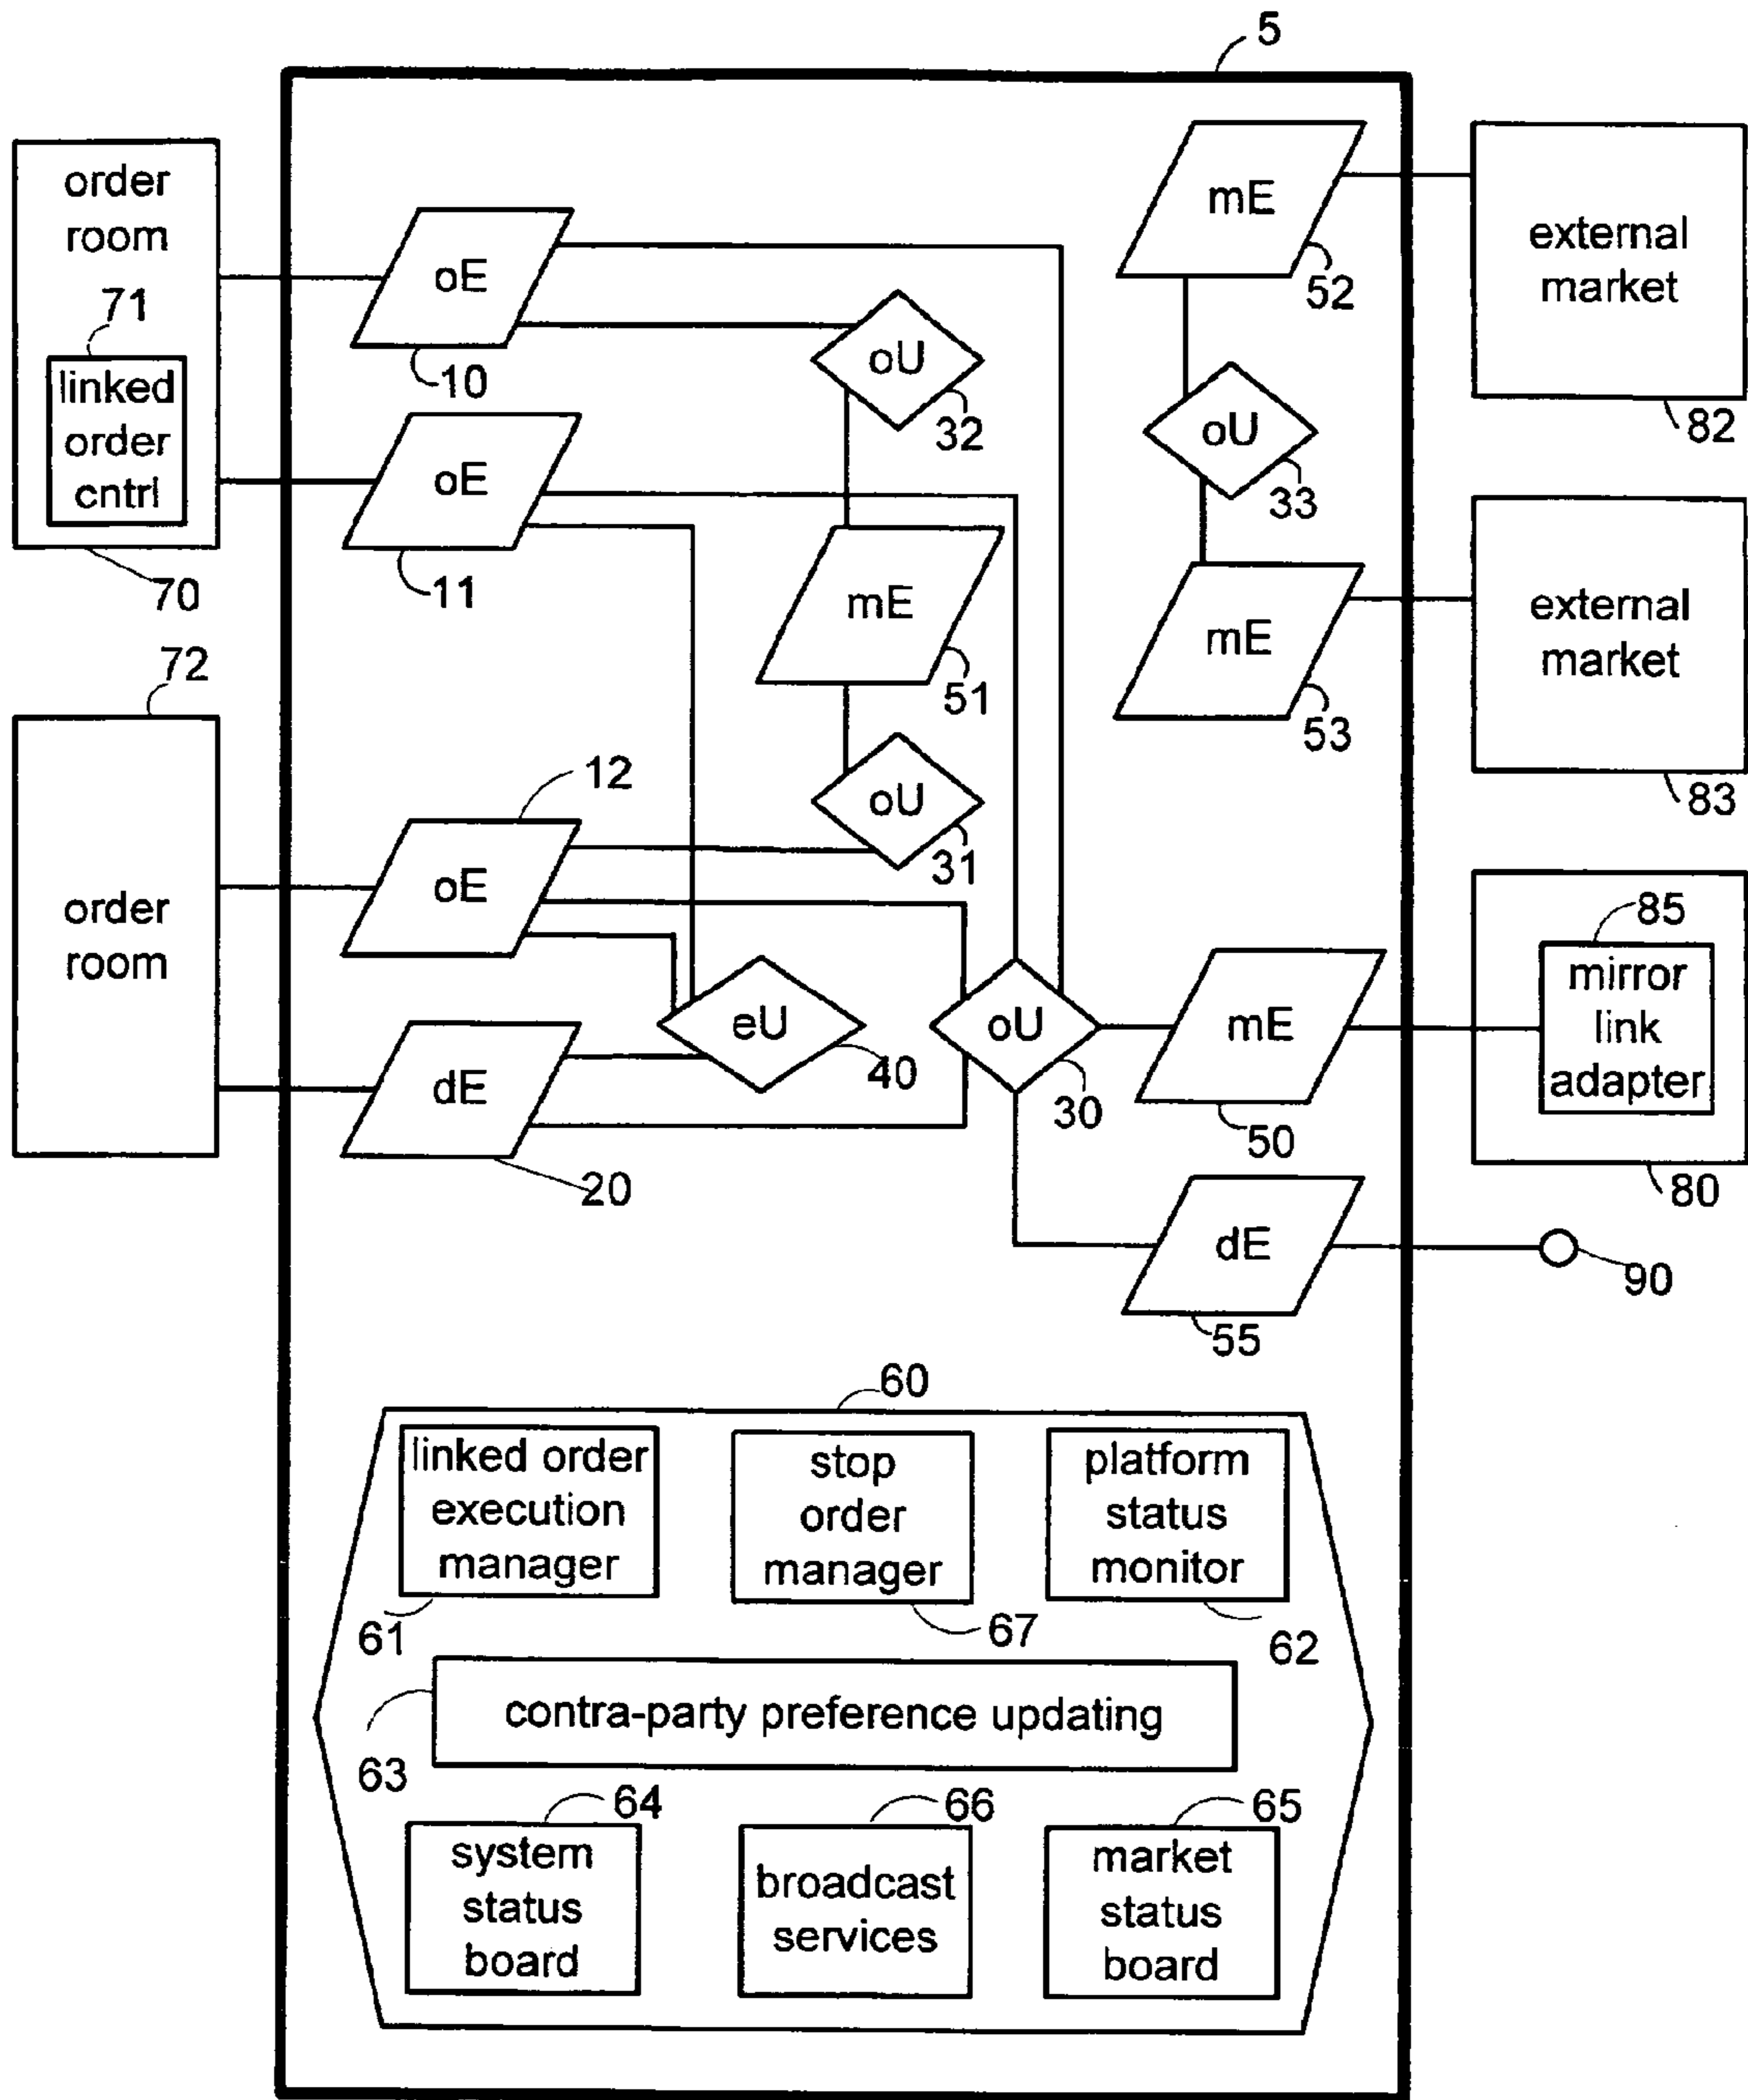 5
order
room
71
linked
order
cntrl
70
oE
10
oE
11
oU
32
mE
51
oU
31
mE
52
oU
33
mE
53
external
market
82
external
market
83
72
order
room
12
oE
dE
20
eU
40
oU
30
mE
50
85
mirror
link
adapter
80
dE
55
90
60
linked order
execution
manager
61
stop
order
manager
67
platform
status
monitor
62
contra-party preference updating
63
64
system
status
board
66
broadcast
services
65
market
status
board